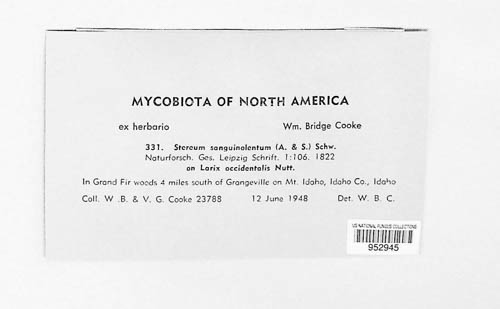 MYCOBIOTA OF NORTH AMERICA
ex herbario Wm. Bridge Cooke
331. Stereum sanguinolentum (A. & S.) Schw.
Naturforsch. Ges. Leipzig Schrift. 1:106. 1822
on Larix occidentalis Nutt.
In Grand Fir woods 4 miles south of Grangeville on Mt. Idaho, Idaho Co., Idaho
Coll. W .B. & V. G. Cooke 23788 12 June 1948 Det. W. B. C.
US NATIONAL FUNGUS COLLECTIONS
952945